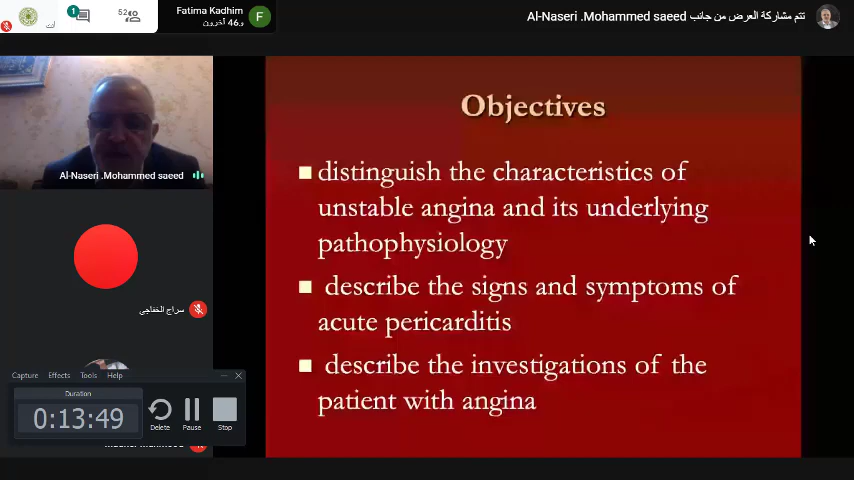 أنت
1
52
Fatima Kadhim
و46 آخرون
F
تتم مشاركة العرض من جانب Al-Naseri .Mohammed saeed
Al-Naseri .Mohammed saeed
سراج الخفاجي
Objectives
distinguish the characteristics of
unstable angina and its underlying
pathophysiology
describe the signs and symptoms of
acute pericarditis
describe the investigations of the
patient with angina
Capture Effects Tools Help
Duration
0:13:49
Delete Pause Stop